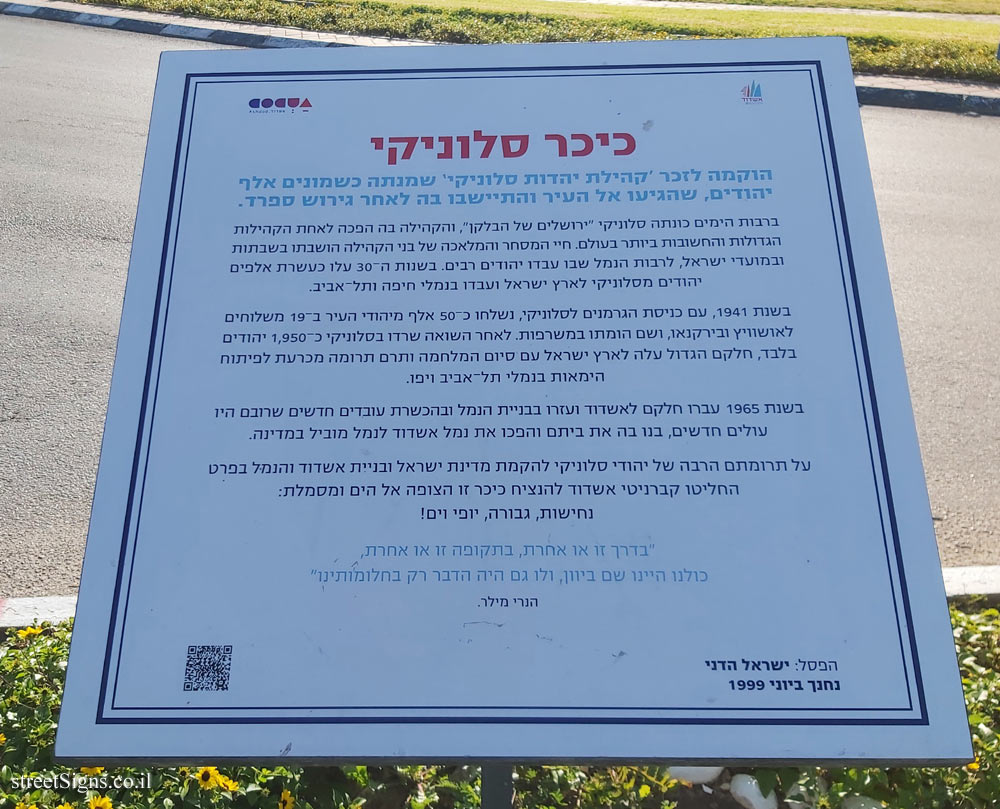 אשדוד
כיכר סלוניקי
הוקמה לזכר 'קהילת יהדות סלוניקי' שמנתה כשמונים אלף
יהודים, שהגיעו אל העיר והתיישבו בה לאחר גירוש ספרד.
ברבות הימים כונתה סלוניקי "ירושלים של הבלקן", והקהילה בה הפכה לאחת הקהילות
הגדולות והחשובות ביותר בעולם. חיי המסחר והמלאכה של בני הקהילה הושבתו בשבתות
ובמועדי ישראל, לרבות הנמל שבו עבדו יהודים רבים. בשנות ה-30 עלו כעשרת אלפים
יהודים מסלוניקי לארץ ישראל ועבדו בנמלי חיפה ותל-אביב.
בשנת 1941, עם כניסת הגרמנים לסלוניקי, נשלחו כ-50 אלף מיהודי העיר ב-19 משלוחים
לאושוויץ ובירקנאו, ושם הומתו במשרפות. לאחר השואה שרדו בסלוניקי כ-1,950 יהודים
בלבד, חלקם הגדול עלה לארץ ישראל עם סיום המלחמה ותרם תרומה מכרעת לפיתוח
הימאות בנמלי תל-אביב ויפו.
בשנת 1965 עברו חלקם לאשדוד ועזרו בבניית הנמל ובהכשרת עובדים חדשים שרובם היו
עולים חדשים, בנו בה את ביתם והפכו את נמל אשדוד לנמל מוביל במדינה.
על תרומתם הרבה של יהודי סלוניקי להקמת מדינת ישראל ובניית אשדוד והנמל בפרט
החליטו קברניטי אשדוד להנציח כיכר זו הצופה אל הים ומסמלת:
נחישות, גבורה, יופי וים!
"בדרך זו או אחרת, בתקופה זו או אחרת,
כולנו היינו שם ביוון, ולו גם היה הדבר רק בחלומותינו"
הנרי מילר.
הפסל: ישראל הדני
נחנך ביוני 1999
streetSigns.co.il